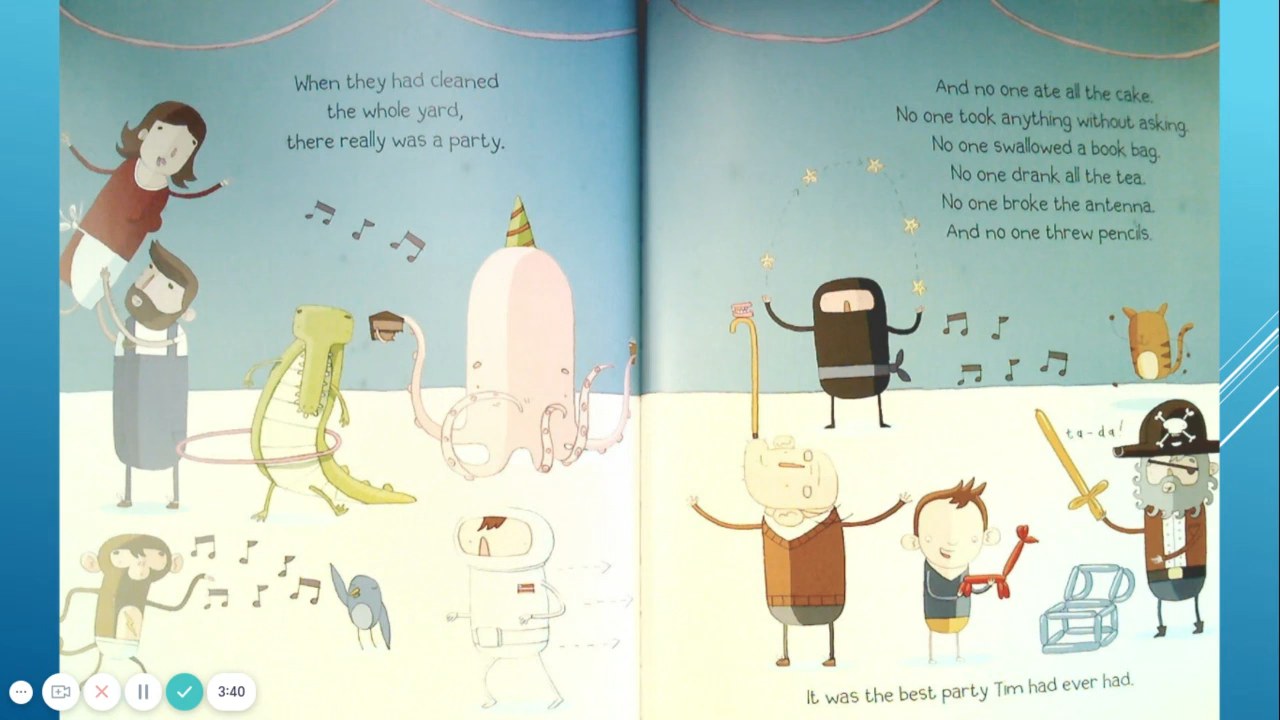 When they had cleaned
the whole yard,
there really was a party.
And no one ate all the cake.
No one took anything without asking.
No one swallowed a book bag.
No one drank all the tea.
No one broke the antenna.
And no one threw pencils.
ta-da!
It was the best party Tim had ever had.
3:40